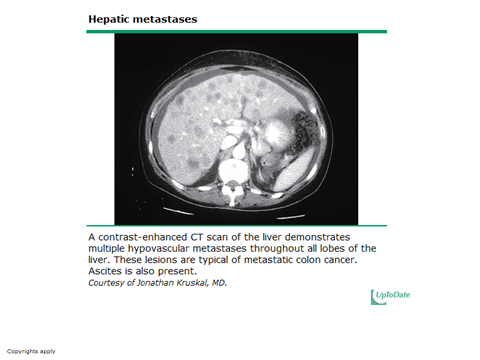 Hepatic metastases
A contrast-enhanced CT scan of the liver demonstrates
multiple hypovascular metastases throughout all lobes of the
liver. These lesions are typical of metastatic colon cancer.
Ascites is also present.
Courtesy of Jonathan Kruskal, MD.
UpToDate
Copyrights apply